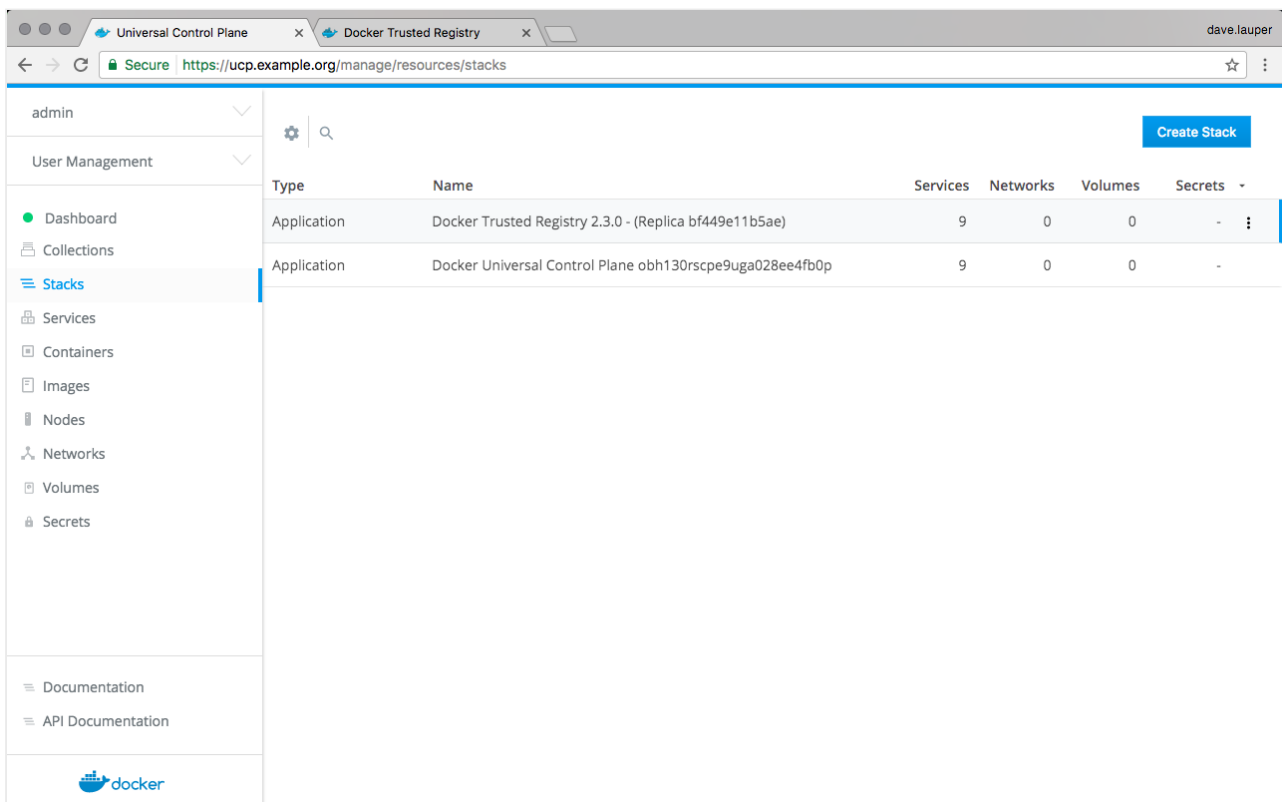 Universal Control Plane
Docker Trusted Registry
dave.lauper
Secure https://ucp.example.org/manage/resources/stacks
admin
User Management
Dashboard
Collections
Stacks
Services
Containers
Images
Nodes
Networks
Volumes
Secrets
Documentation
API Documentation
docker
Create Stack
Type Name Services Networks Volumes Secrets
Application Docker Trusted Registry 2.3.0 - (Replica bf449e11b5ae) 9 0 0 -
Application Docker Universal Control Plane obh130rscpe9uga028ee4fb0p 9 0 0 -